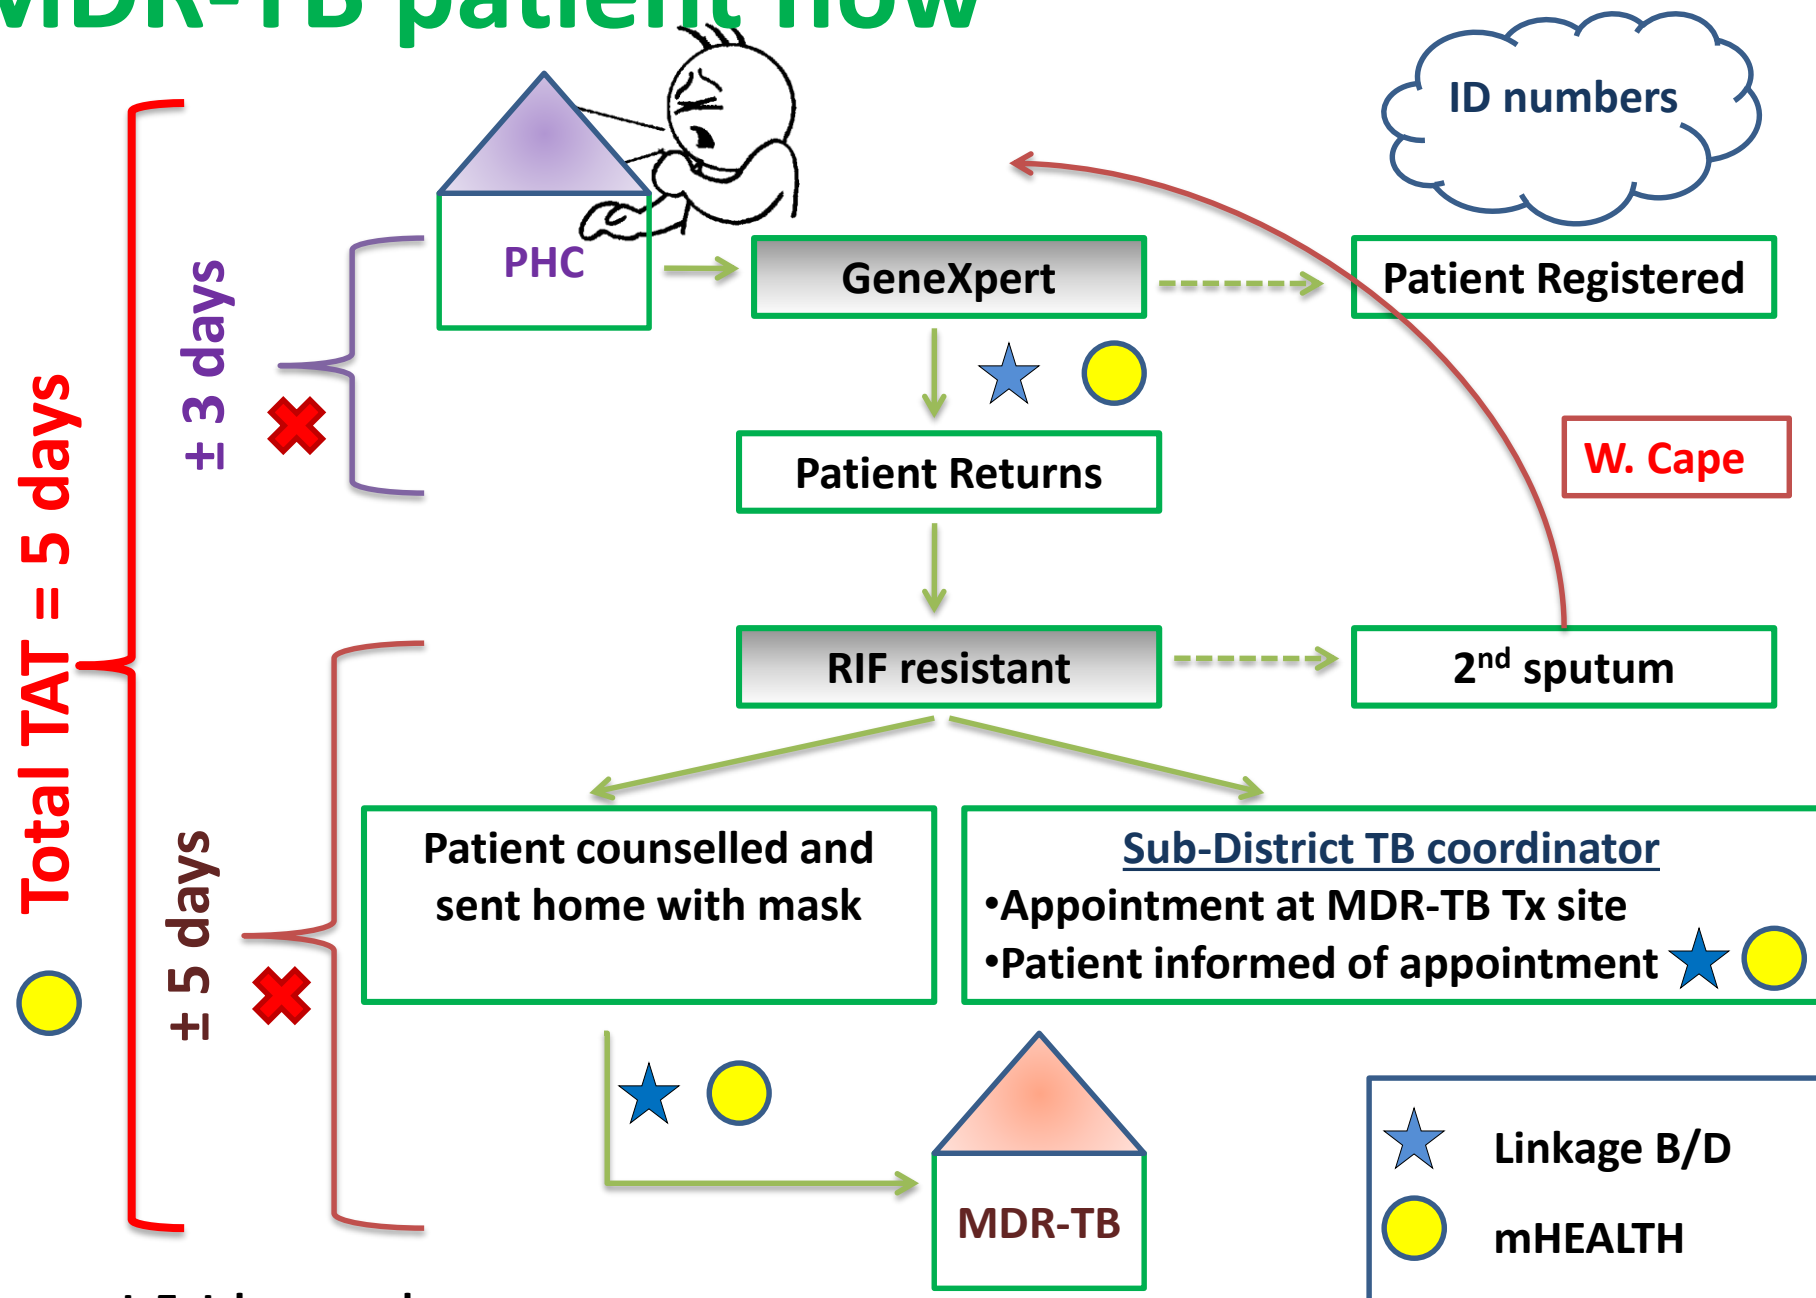 MDR-TB patient flow
ID numbers
PHC
GeneXpert
Patient Registered
± 3 days
Patient Returns
W. Cape
Total TAT = 5 days
RIF resistant
2nd sputum
± 5 days
Patient counselled and
sent home with mask
Sub-District TB coordinator
•Appointment at MDR-TB Tx site
•Patient informed of appointment
MDR-TB
Linkage B/D
mHEALTH